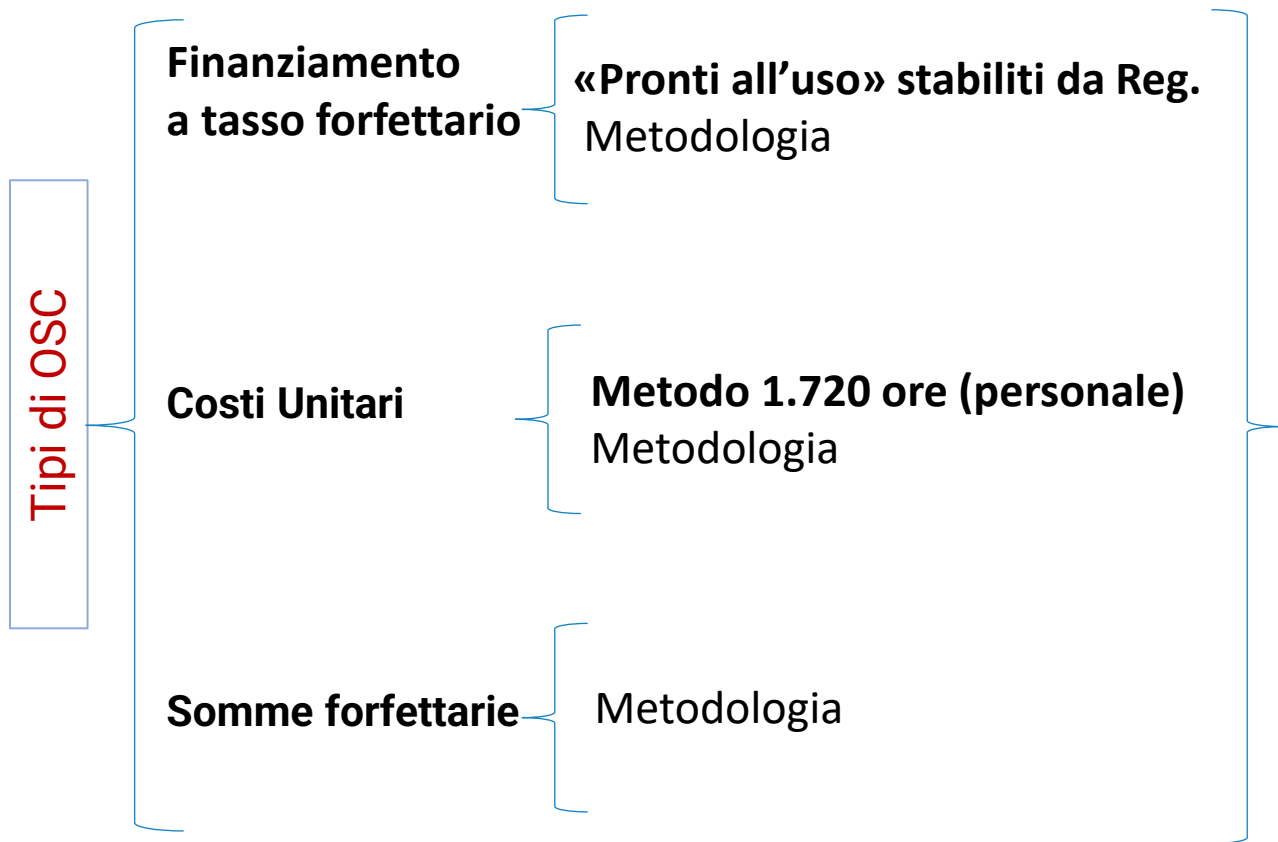 Tipi di OSC
Finanziamento
a tasso forfettario
«Pronti all’uso» stabiliti da Reg.
Metodologia
Costi Unitari
Metodo 1.720 ore (personale)
Metodologia
Somme forfettarie
Metodologia